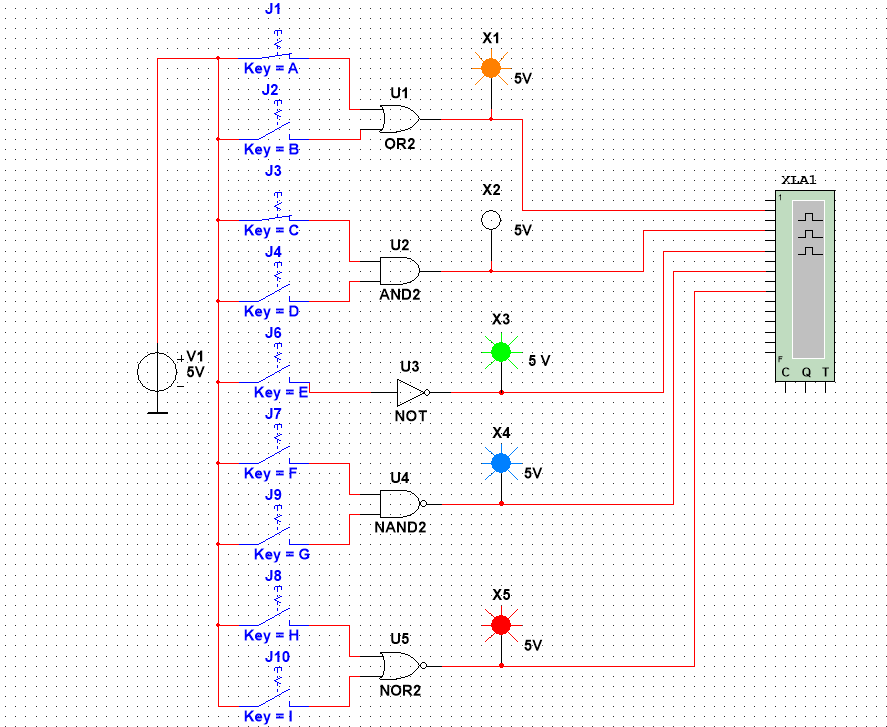 J1
Key = A
J2
Key = B
U1
OR2
X1
5V
J3
Key = C
J4
Key = D
U2
AND2
X2
5V
XLA1
1
F
C Q T
V1
5V
J6
Key = E
U3
NOT
X3
5 V
J7
Key = F
J9
Key = G
U4
NAND2
X4
5V
J8
Key = H
J10
Key = I
U5
NOR2
X5
5V